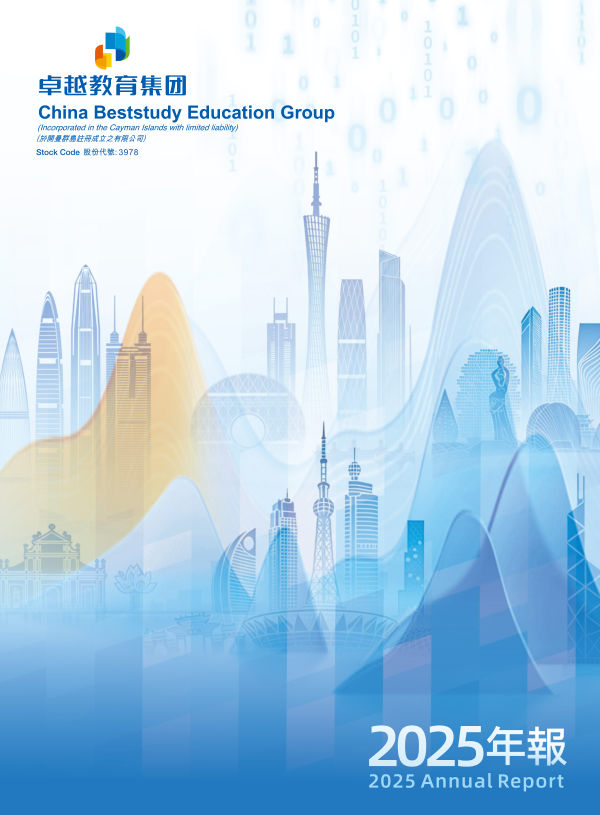 卓越教育集团
China Beststudy Education Group
(Incorporated in the Cayman Islands with limited liability)
(於開曼群島註冊成立之有限公司)
Stock Code 股份代號: 3978
2025年報
2025 Annual Report